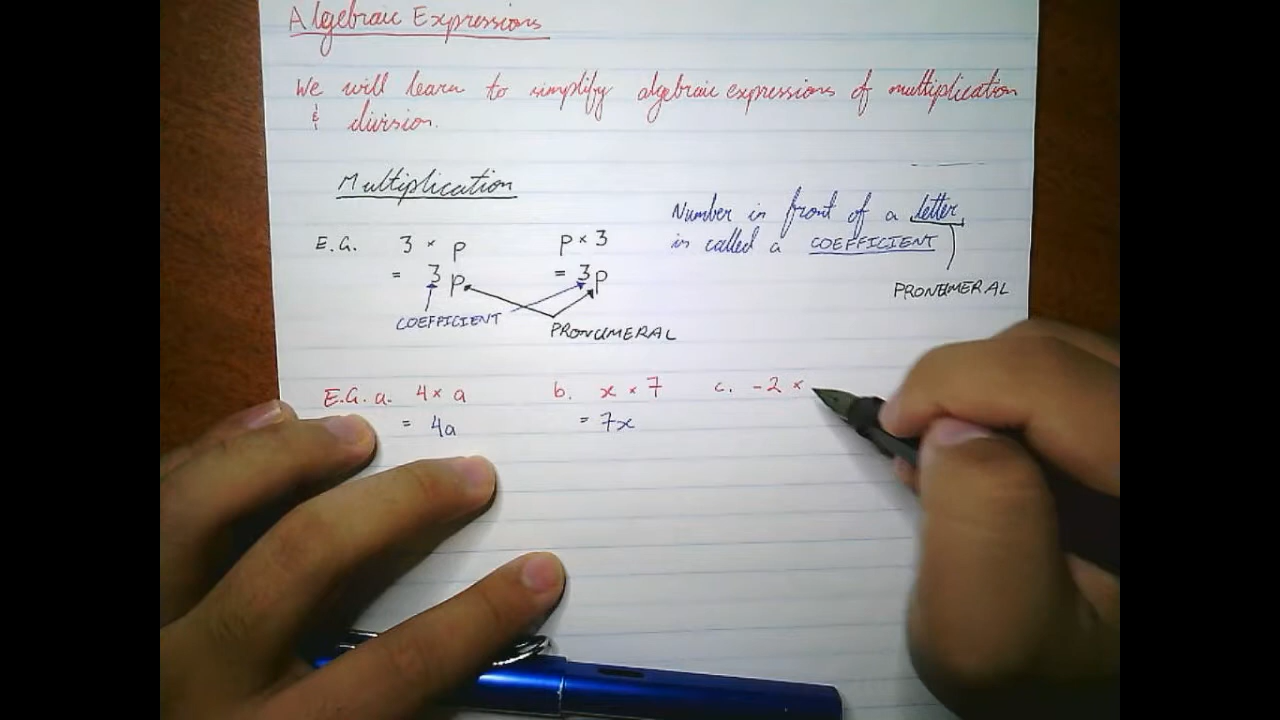 Algebraic Expressions
We will learn to simplify algebraic expressions of multiplication
& division.
Multiplication
E.G. 3 × p
= 3p
COEFFICIENT
p × 3
= 3p
PRONUMERAL
Number in front of a letter
is called a COEFFICIENT
PRONUMERAL
E.G. a. 4 × a
= 4a
b. x × 7
= 7x
c. -2 ×